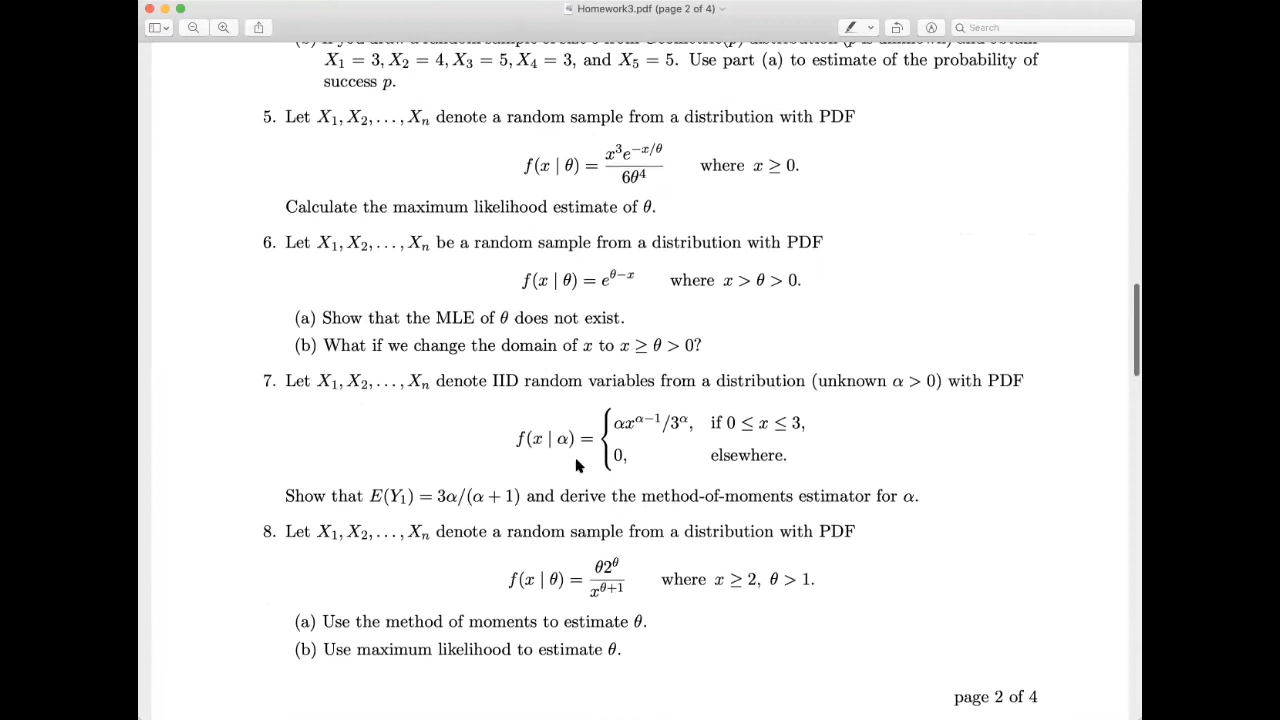 Homework3.pdf (page 2 of 4)
Search
X₁ = 3, X₂ = 4, X₃ = 5, X₄ = 3, and X₅ = 5. Use part (a) to estimate of the probability of
success p.
5. Let X₁, X₂, . . . , Xₙ denote a random sample from a distribution with PDF
f(x | θ) = x³e^{−x/θ} / 6θ⁴ where x ≥ 0.
Calculate the maximum likelihood estimate of θ.
6. Let X₁, X₂, . . . , Xₙ be a random sample from a distribution with PDF
f(x | θ) = e^{θ−x} where x > θ > 0.
(a) Show that the MLE of θ does not exist.
(b) What if we change the domain of x to x ≥ θ > 0?
7. Let X₁, X₂, . . . , Xₙ denote IID random variables from a distribution (unknown α > 0) with PDF
f(x | α) = { αx^{α−1}/3^α, if 0 ≤ x ≤ 3,
0, elsewhere.
Show that E(Y₁) = 3α/(α + 1) and derive the method-of-moments estimator for α.
8. Let X₁, X₂, . . . , Xₙ denote a random sample from a distribution with PDF
f(x | θ) = θ2^θ / x^{θ+1} where x ≥ 2, θ > 1.
(a) Use the method of moments to estimate θ.
(b) Use maximum likelihood to estimate θ.
page 2 of 4